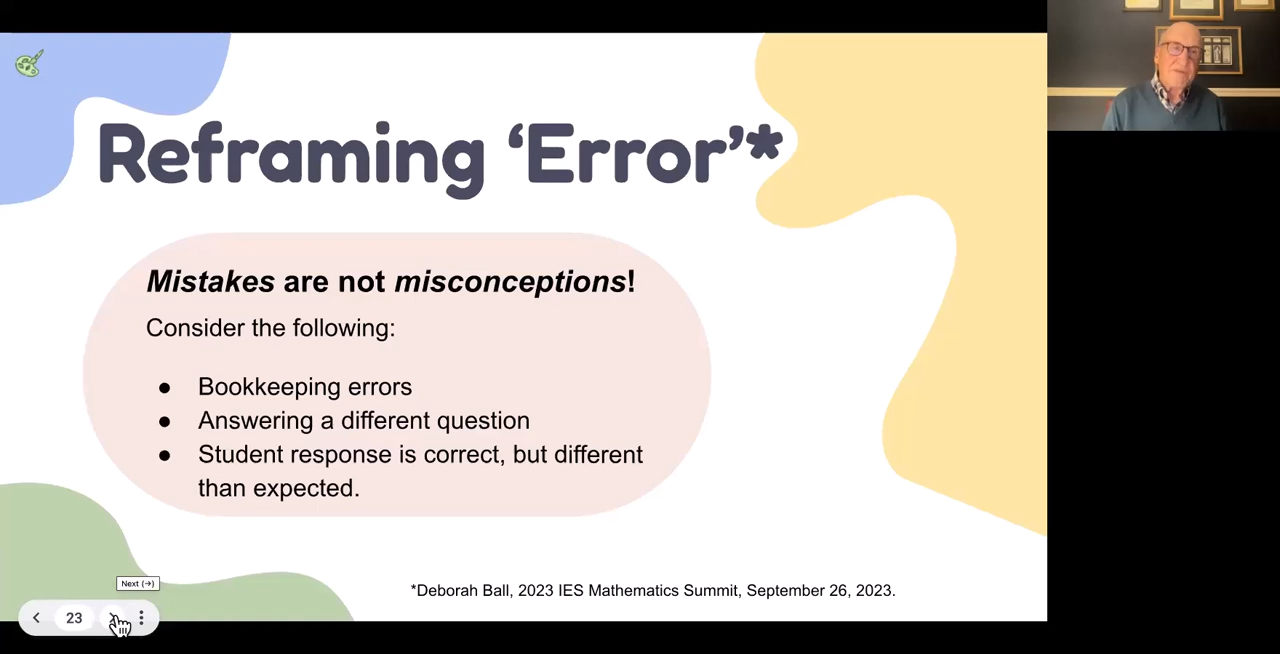 Reframing ‘Error’*
Mistakes are not misconceptions!
Consider the following:
● Bookkeeping errors
● Answering a different question
● Student response is correct, but different
than expected.
*Deborah Ball, 2023 IES Mathematics Summit, September 26, 2023.
Next (→)
23